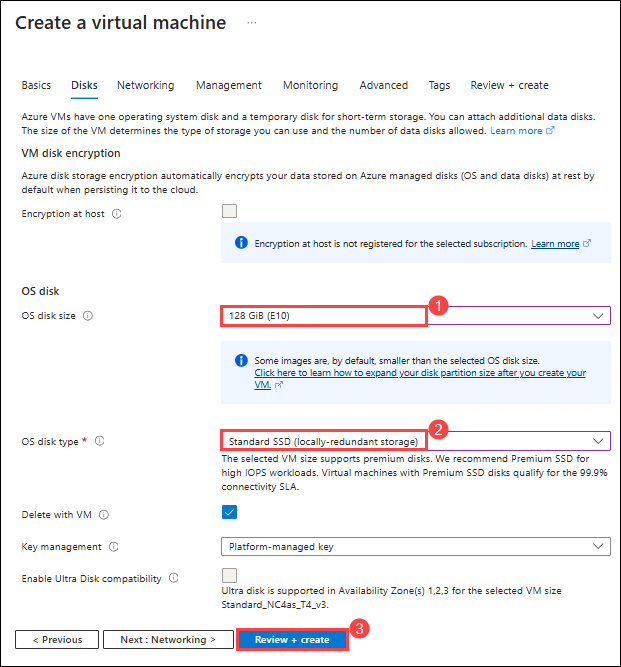 Create a virtual machine ...
Basics Disks Networking Management Monitoring Advanced Tags Review + create
Azure VMs have one operating system disk and a temporary disk for short-term storage. You can attach additional data disks.
The size of the VM determines the type of storage you can use and the number of data disks allowed. Learn more
VM disk encryption
Azure disk storage encryption automatically encrypts your data stored on Azure managed disks (OS and data disks) at rest by
default when persisting it to the cloud.
Encryption at host
Encryption at host is not registered for the selected subscription. Learn more
OS disk
1
OS disk size 128 GiB (E10)
Some images are, by default, smaller than the selected OS disk size.
Click here to learn how to expand your disk partition size after you create your
VM.
2
OS disk type * Standard SSD (locally-redundant storage)
The selected VM size supports premium disks. We recommend Premium SSD for
high IOPS workloads. Virtual machines with Premium SSD disks qualify for the 99.9%
connectivity SLA.
Delete with VM
Key management Platform-managed key
Enable Ultra Disk compatibility
Ultra disk is supported in Availability Zone(s) 1,2,3 for the selected VM size
Standard_NC4as_T4_v3.
3
< Previous Next : Networking > Review + create